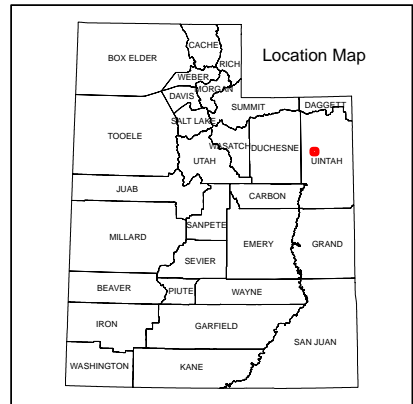 Location Map
CACHE
BOX ELDER
RICH
WEBER
MORGAN
DAVIS
SUMMIT
DAGGETT
SALT LAKE
TOOELE
WASATCH
DUCHESNE
UINTAH
UTAH
JUAB
CARBON
SANPETE
MILLARD
EMERY
GRAND
SEVIER
BEAVER
PIUTE
WAYNE
IRON
GARFIELD
SAN JUAN
WASHINGTON
KANE